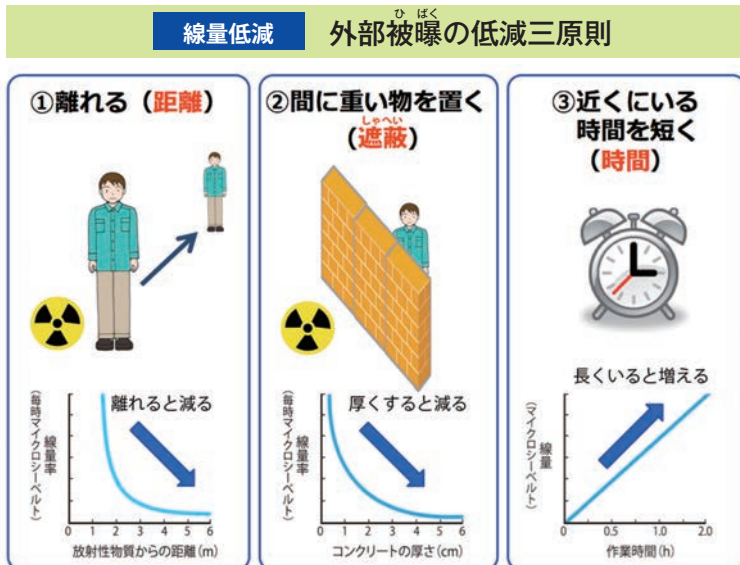 線量低減
外部被曝の低減三原則
ひ ばく
①離れる（距離）
離れると減る
線量率
（毎時マイクロシーベルト）
0 1 2 3 4 5 6
放射性物質からの距離(m)
②間に重い物を置く
しゃへい
（遮蔽）
厚くすると減る
線量率
（毎時マイクロシーベルト）
0 1 2 3 4 5 6
コンクリートの厚さ(cm)
③近くにいる
時間を短く
（時間）
長くいると増える
線量
（マイクロシーベルト）
0 0.5 1.0 2.0
作業時間(h)